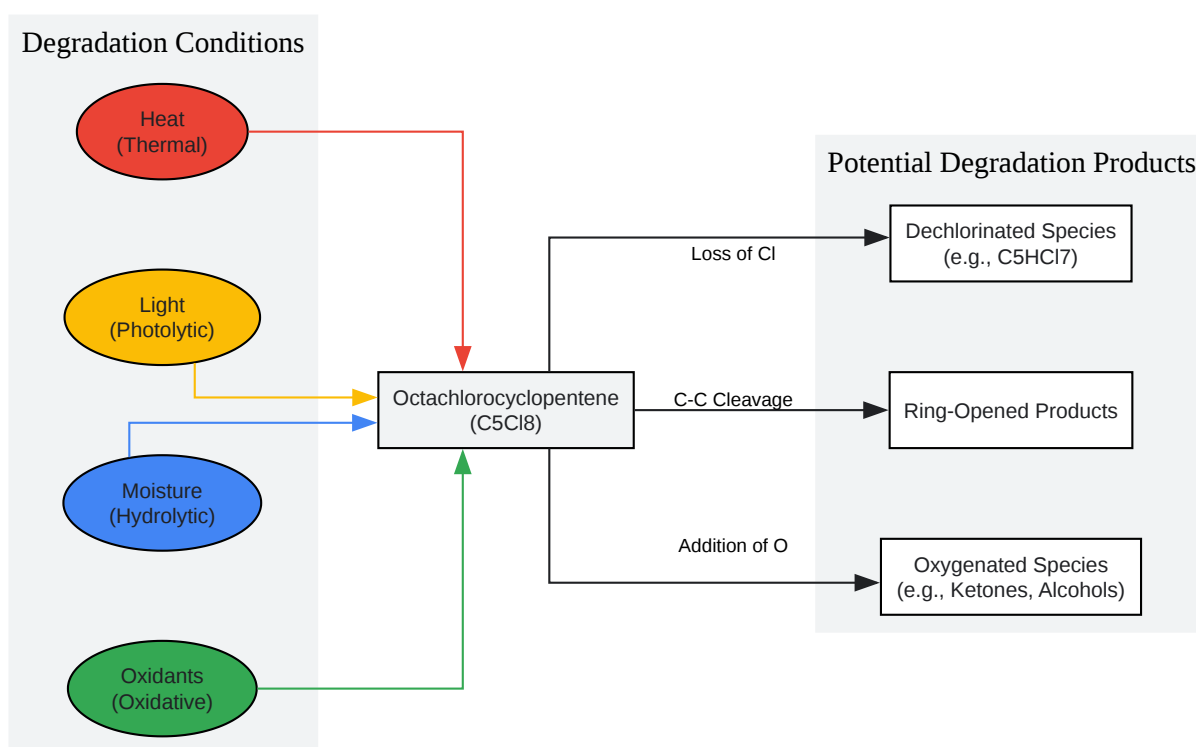 Degradation Conditions
Heat
(Thermal)
Light
(Photolytic)
Moisture
(Hydrolytic)
Oxidants
(Oxidative)
Octachlorocyclopentene
(C5Cl8)
Loss of Cl
C-C Cleavage
Addition of O
Potential Degradation Products
Dechlorinated Species
(e.g., C5HCl7)
Ring-Opened Products
Oxygenated Species
(e.g., Ketones, Alcohols)